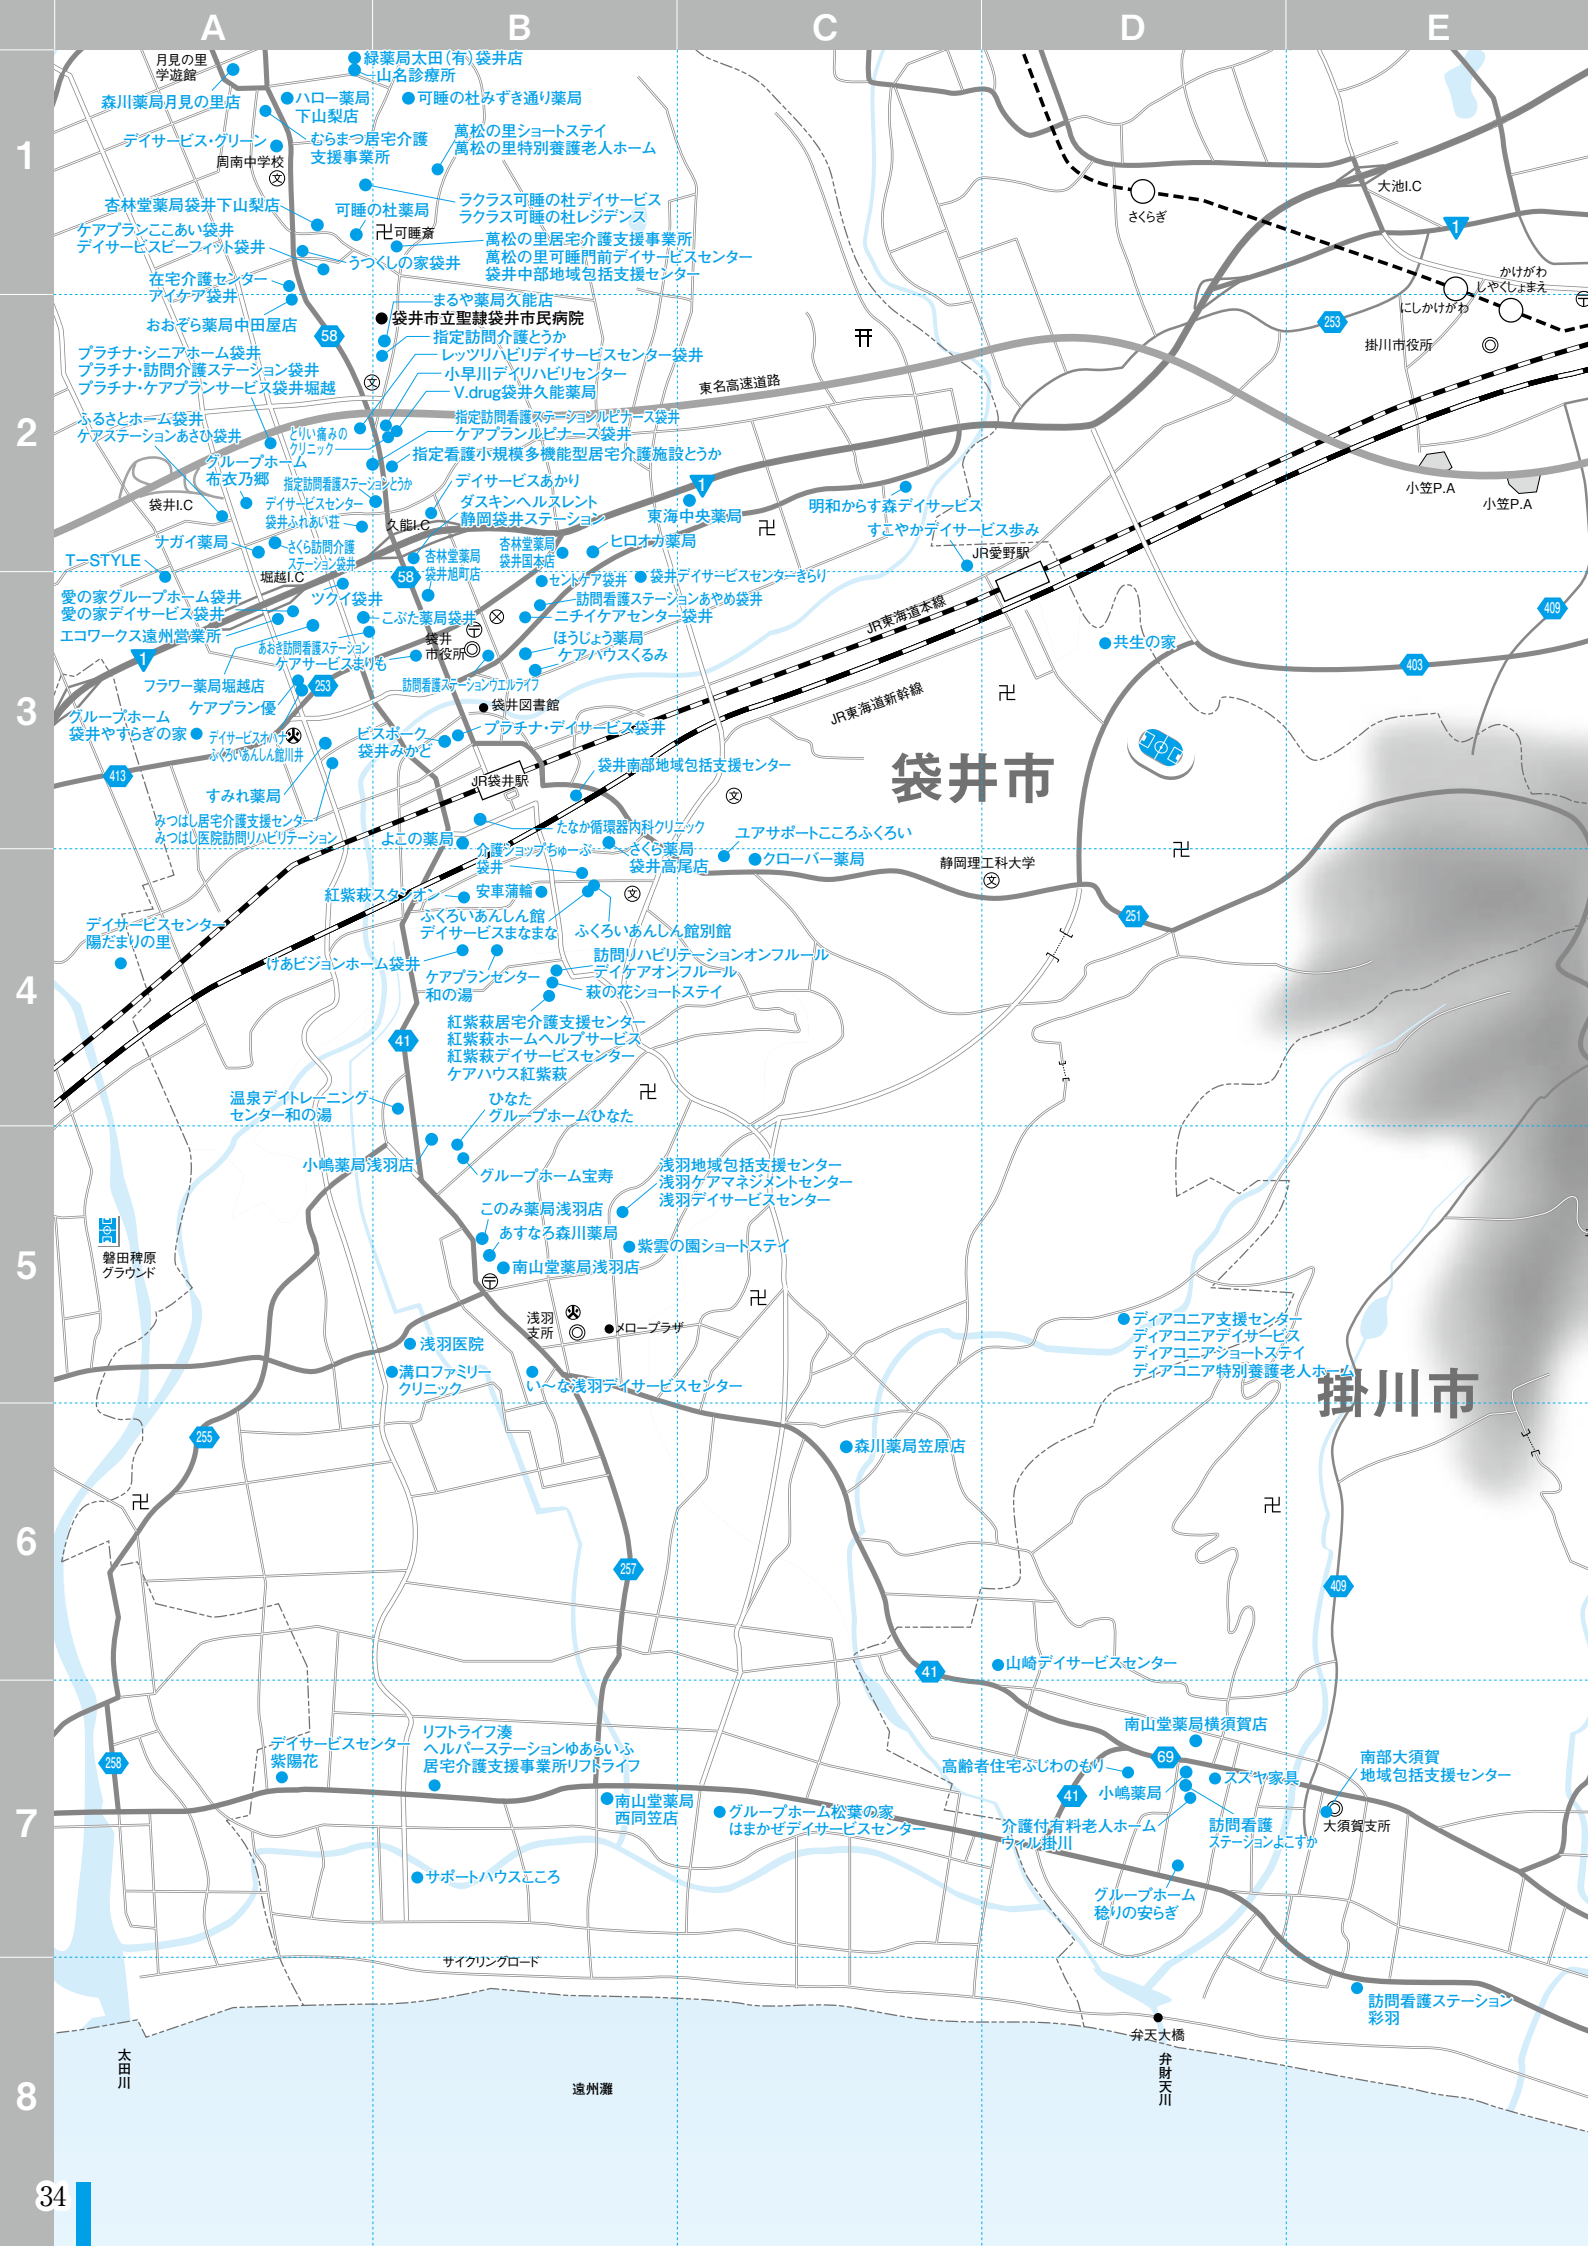 A
B
C
D
E
1
月見の里
学遊館
緑薬局太田(有)袋井店
山名診療所
森川薬局月見の里店
ハロー薬局
下山梨店
可睡の杜みずき通り薬局
デイサービス・グリーン
むらまつ居宅介護
支援事業所
萬松の里ショートステイ
萬松の里特別養護老人ホーム
周南中学校
杏林堂薬局袋井下山梨店
可睡の杜薬局
ラクラス可睡の杜デイサービス
ラクラス可睡の杜レジデンス
ケアプランここあい袋井
デイサービスビーフィット袋井
可睡斎
萬松の里居宅介護支援事業所
萬松の里可睡門前デイサービスセンター
袋井中部地域包括支援センター
うつくしの家袋井
在宅介護センター
アイケア袋井
さくらぎ
大池I.C
1
かけがわ
しやくしょまえ
にしかけがわ
2
おおぞら薬局中田屋店
まるや薬局久能店
袋井市立聖隷袋井市民病院
58
指定訪問介護とうか
レッツリハビリデイサービスセンター袋井
プラチナ・シニアホーム袋井
プラチナ・訪問介護ステーション袋井
プラチナ・ケアプランサービス袋井堀越
小早川デイリハビリセンター
V.drug袋井久能薬局
東名高速道路
253
掛川市役所
ふるさとホーム袋井
ケアステーションあさひ袋井
とりい痛みの
クリニック
指定訪問看護ステーションルピナース袋井
ケアプランルピナース袋井
指定看護小規模多機能型居宅介護施設とうか
グループホーム
布衣乃郷
指定訪問看護ステーションとうか
袋井I.C
デイサービスセンター
袋井ふれあい荘
デイサービスあかり
ダスキンヘルスレント
静岡袋井ステーション
久能I.C
1
東海中央薬局
明和からす森デイサービス
すこやかデイサービス歩み
小笠P.A
小笠P.A
ナガイ薬局
さくら訪問介護
ステーション袋井
杏林堂薬局
袋井旭町店
杏林堂薬局
袋井国本店
ヒロオカ薬局
JR愛野駅
T-STYLE
堀越I.C
58
3
セントケア袋井
袋井デイサービスセンターきらり
愛の家グループホーム袋井
愛の家デイサービス袋井
ツクイ袋井
訪問看護ステーションあやめ袋井
ニチイケアセンター袋井
こぶた薬局袋井
エコワークス遠州営業所
袋井
市役所
ほうじょう薬局
ケアハウスくるみ
あおき訪問看護ステーション
ケアサービスまりも
1
フラワー薬局堀越店
253
訪問看護ステーションウエルライフ
ケアプラン優
袋井図書館
JR東海道本線
JR東海道新幹線
共生の家
409
403
グループホーム
袋井やすらぎの家
デイサービスオハナ
ふくろいあんしん館川井
ビスポーク
袋井みかど
プラチナ・デイサービス袋井
413
すみれ薬局
JR袋井駅
袋井南部地域包括支援センター
袋井市
みつはし居宅介護支援センター
みつはし医院訪問リハビリテーション
よこの薬局
たなか循環器内科クリニック
ユアサポートこころふくろい
4
介護ショップちゅーぶ
袋井
さくら薬局
袋井高尾店
クローバー薬局
静岡理工科大学
紅紫萩スタシオン
安車蒲輪
251
デイサービスセンター
陽だまりの里
ふくろいあんしん館
デイサービスまなまな
ふくろいあんしん館別館
けあビジョンホーム袋井
ケアプランセンター
和の湯
訪問リハビリテーションオンフルール
デイケアオンフルール
萩の花ショートステイ
41
紅紫萩居宅介護支援センター
紅紫萩ホームヘルプサービス
紅紫萩デイサービスセンター
ケアハウス紅紫萩
温泉デイトレーニング
センター和の湯
ひなた
グループホームひなた
5
小嶋薬局浅羽店
グループホーム宝寿
浅羽地域包括支援センター
浅羽ケアマネジメントセンター
浅羽デイサービスセンター
このみ薬局浅羽店
あすなろ森川薬局
紫雲の園ショートステイ
南山堂薬局浅羽店
磐田稗原
グラウンド
浅羽
支所
メロープラザ
浅羽医院
溝口ファミリー
クリニック
い〜な浅羽デイサービスセンター
ディアコニア支援センター
ディアコニアデイサービス
ディアコニアショートステイ
ディアコニア特別養護老人ホーム
掛川市
6
255
森川薬局笠原店
257
409
41
山崎デイサービスセンター
7
258
デイサービスセンター
紫陽花
リフトライフ湊
ヘルパーステーションゆあらいふ
居宅介護支援事業所リフトライフ
南山堂薬局
西同笠店
グループホーム松葉の家
はまかぜデイサービスセンター
南山堂薬局横須賀店
高齢者住宅ふじわのもり
69
41
小嶋薬局
スズヤ家具
南部大須賀
地域包括支援センター
介護付有料老人ホーム
ウィル掛川
訪問看護
ステーションよこすか
大須賀支所
サポートハウスこころ
グループホーム
稔りの安らぎ
8
サイクリングロード
訪問看護ステーション
彩羽
弁天大橋
太田川
弁財天川
遠州灘
34